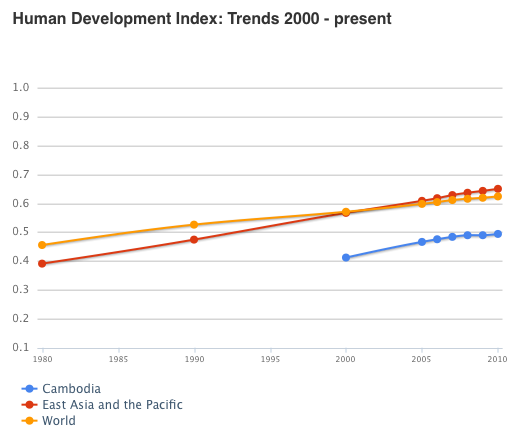 Human Development Index: Trends 2000 - present
1.0
0.9
0.8
0.7
0.6
0.5
0.4
0.3
0.2
0.1
1980 1985 1990 1995 2000 2005 2010
Cambodia
East Asia and the Pacific
World